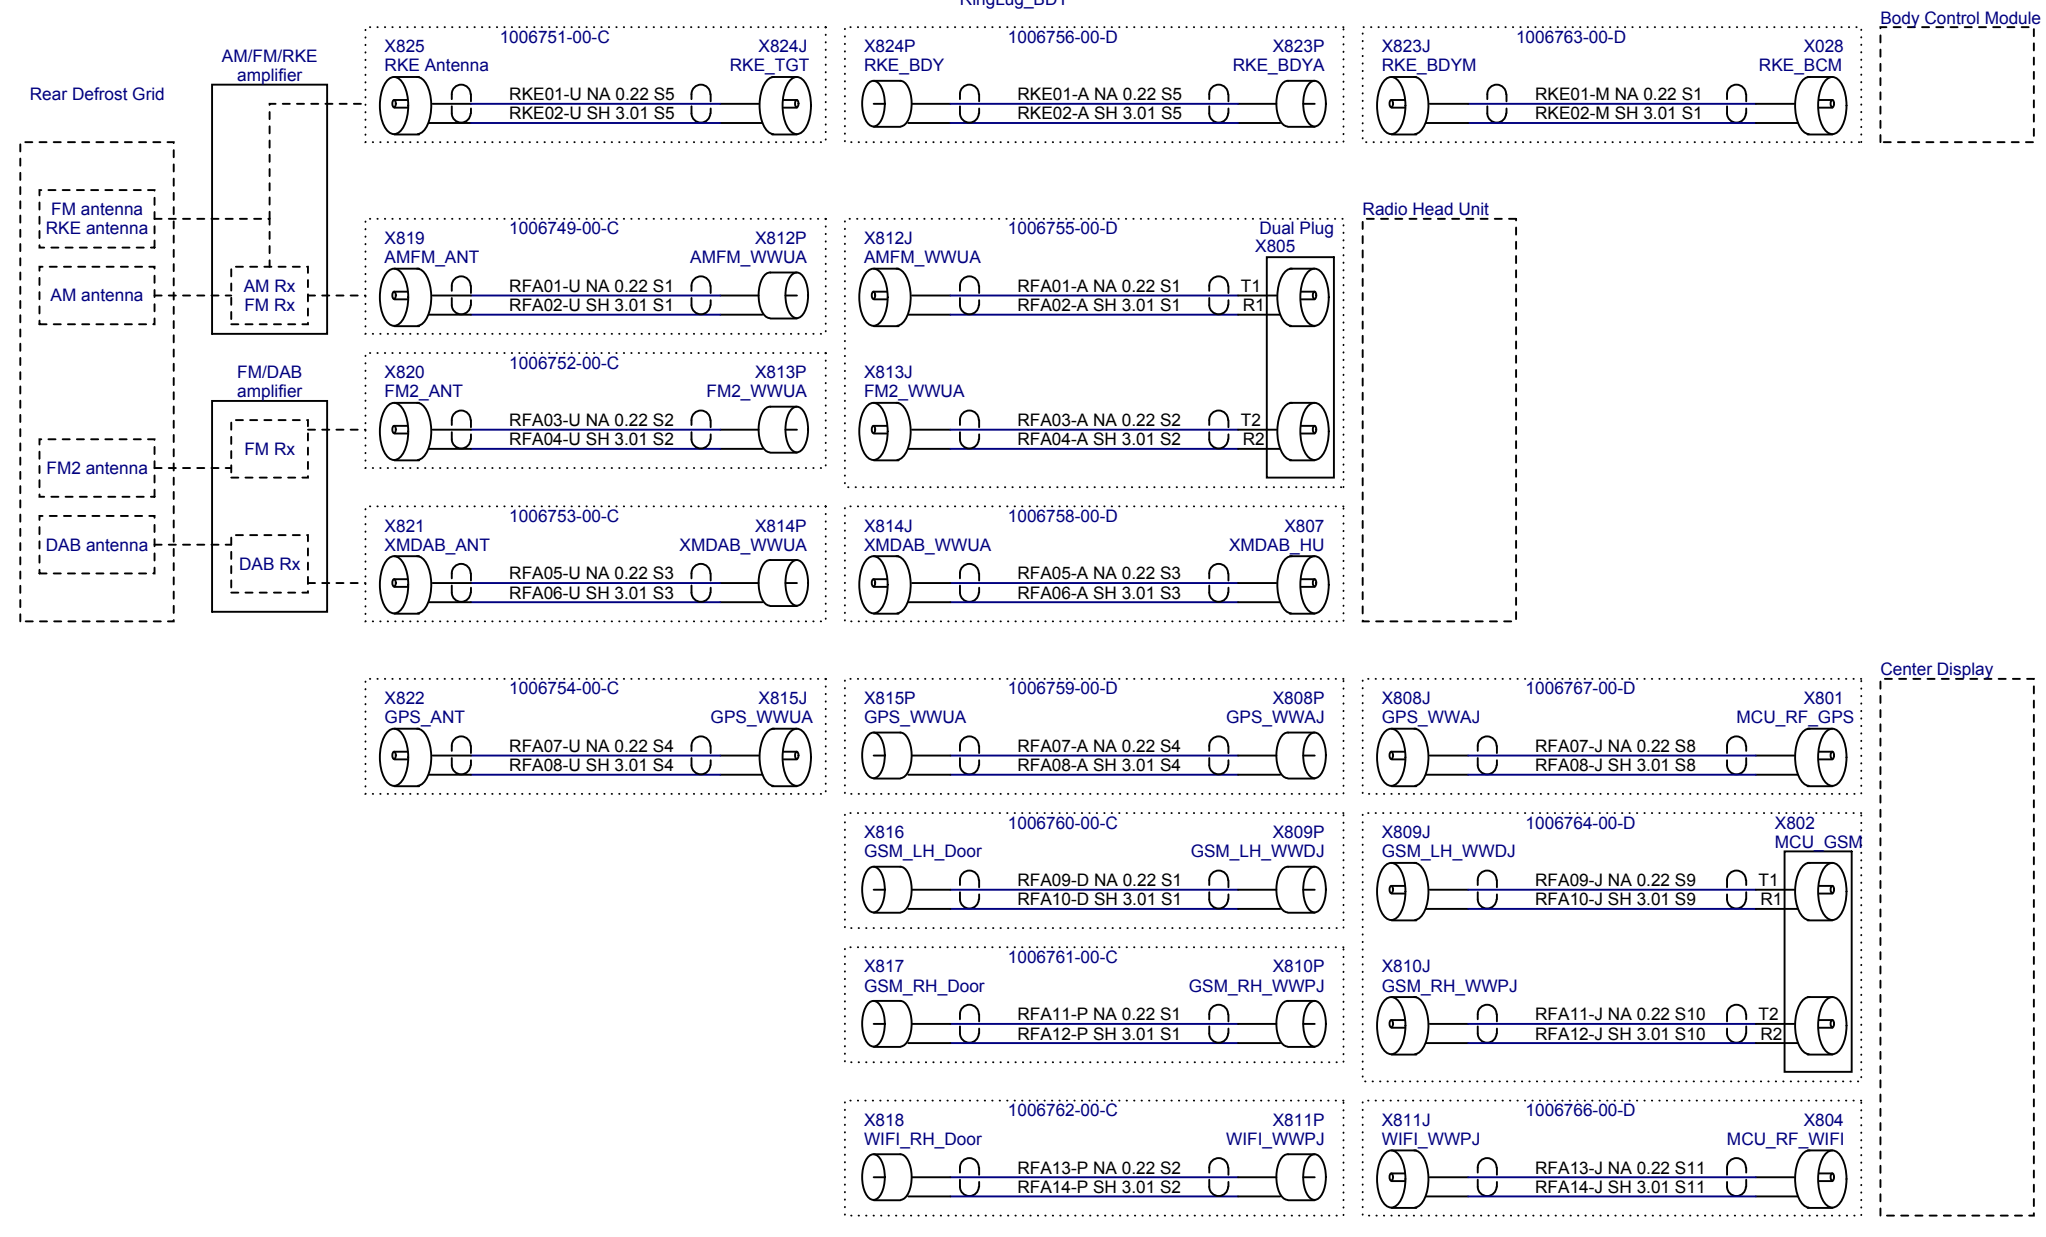 RingLug_BDY
Body Control Module
AM/FM/RKE
amplifier
Rear Defrost Grid
1006751-00-C
X825
X824J
RKE Antenna
RKE_TGT
RKE01-U NA 0.22 S5
RKE02-U SH 3.01 S5
1006756-00-D
X824P
X823P
RKE_BDY
RKE_BDYA
RKE01-A NA 0.22 S5
RKE02-A SH 3.01 S5
1006763-00-D
X823J
X028
RKE_BDYM
RKE_BCM
RKE01-M NA 0.22 S1
RKE02-M SH 3.01 S1
FM antenna
RKE antenna
AM antenna
AM Rx
FM Rx
1006749-00-C
X819
X812P
AMFM_ANT
AMFM_WWUA
RFA01-U NA 0.22 S1
RFA02-U SH 3.01 S1
1006755-00-D
Dual Plug
X812J
X805
AMFM_WWUA
RFA01-A NA 0.22 S1
T1
RFA02-A SH 3.01 S1
R1
Radio Head Unit
FM/DAB
amplifier
FM Rx
FM2 antenna
1006752-00-C
X820
X813P
FM2_ANT
FM2_WWUA
RFA03-U NA 0.22 S2
RFA04-U SH 3.01 S2
X813J
FM2_WWUA
RFA03-A NA 0.22 S2
T2
RFA04-A SH 3.01 S2
R2
DAB antenna
DAB Rx
1006753-00-C
X821
X814P
XMDAB_ANT
XMDAB_WWUA
RFA05-U NA 0.22 S3
RFA06-U SH 3.01 S3
1006758-00-D
X814J
X807
XMDAB_WWUA
XMDAB_HU
RFA05-A NA 0.22 S3
RFA06-A SH 3.01 S3
Center Display
1006754-00-C
X822
X815J
GPS_ANT
GPS_WWUA
RFA07-U NA 0.22 S4
RFA08-U SH 3.01 S4
1006759-00-D
X815P
X808P
GPS_WWUA
GPS_WWAJ
RFA07-A NA 0.22 S4
RFA08-A SH 3.01 S4
1006767-00-D
X808J
X801
GPS_WWAJ
MCU_RF_GPS
RFA07-J NA 0.22 S8
RFA08-J SH 3.01 S8
1006760-00-C
X816
X809P
GSM_LH_Door
GSM_LH_WWDJ
RFA09-D NA 0.22 S1
RFA10-D SH 3.01 S1
1006764-00-D
X802
X809J
MCU_GSM
GSM_LH_WWDJ
RFA09-J NA 0.22 S9
T1
RFA10-J SH 3.01 S9
R1
1006761-00-C
X817
X810P
GSM_RH_Door
GSM_RH_WWPJ
RFA11-P NA 0.22 S1
RFA12-P SH 3.01 S1
X810J
GSM_RH_WWPJ
RFA11-J NA 0.22 S10
T2
RFA12-J SH 3.01 S10
R2
1006762-00-C
X818
X811P
WIFI_RH_Door
WIFI_WWPJ
RFA13-P NA 0.22 S2
RFA14-P SH 3.01 S2
1006766-00-D
X811J
X804
WIFI_WWPJ
MCU_RF_WIFI
RFA13-J NA 0.22 S11
RFA14-J SH 3.01 S11